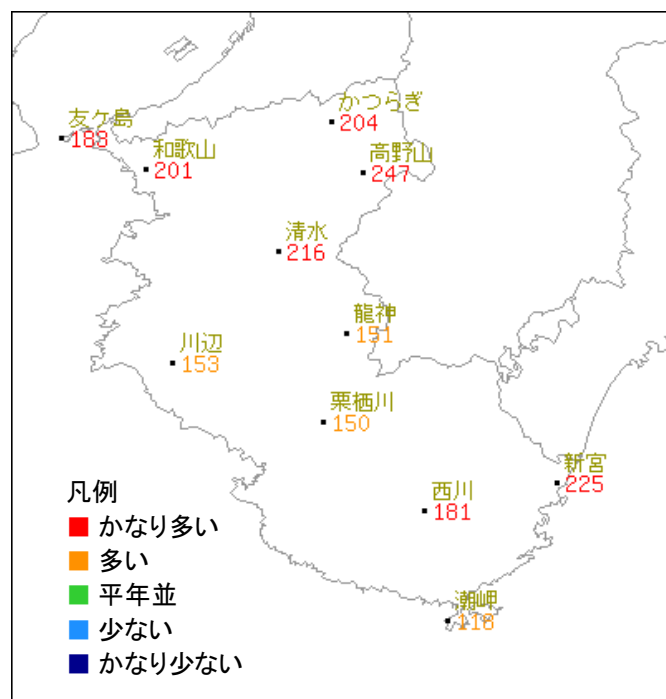 かつらぎ
204
友ケ島
188
和歌山
201
高野山
247
清水
216
龍神
151
川辺
153
栗栖川
150
新宮
225
西川
181
潮岬
118
凡例
かなり多い
多い
平年並
少ない
かなり少ない